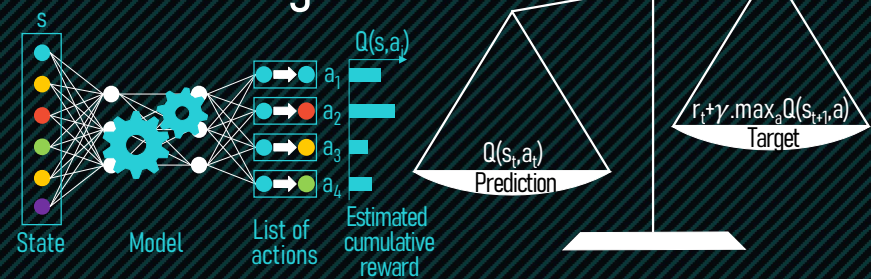 s
State
Model
List of
actions
a1
a2
a3
a4
Q(s,ai)
Estimated
cumulative
reward
Q(st,at)
Prediction
rt+γ.maxaQ(st+1,a)
Target